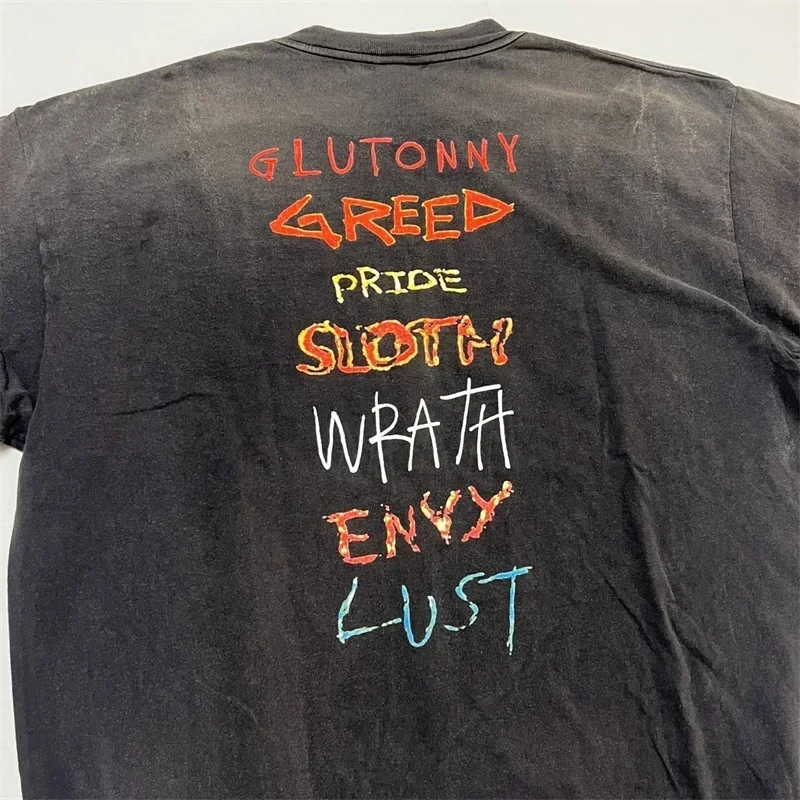 GLUTONNY
GREED
PRIDE
SLOTH
WRATH
ENVY
LUST